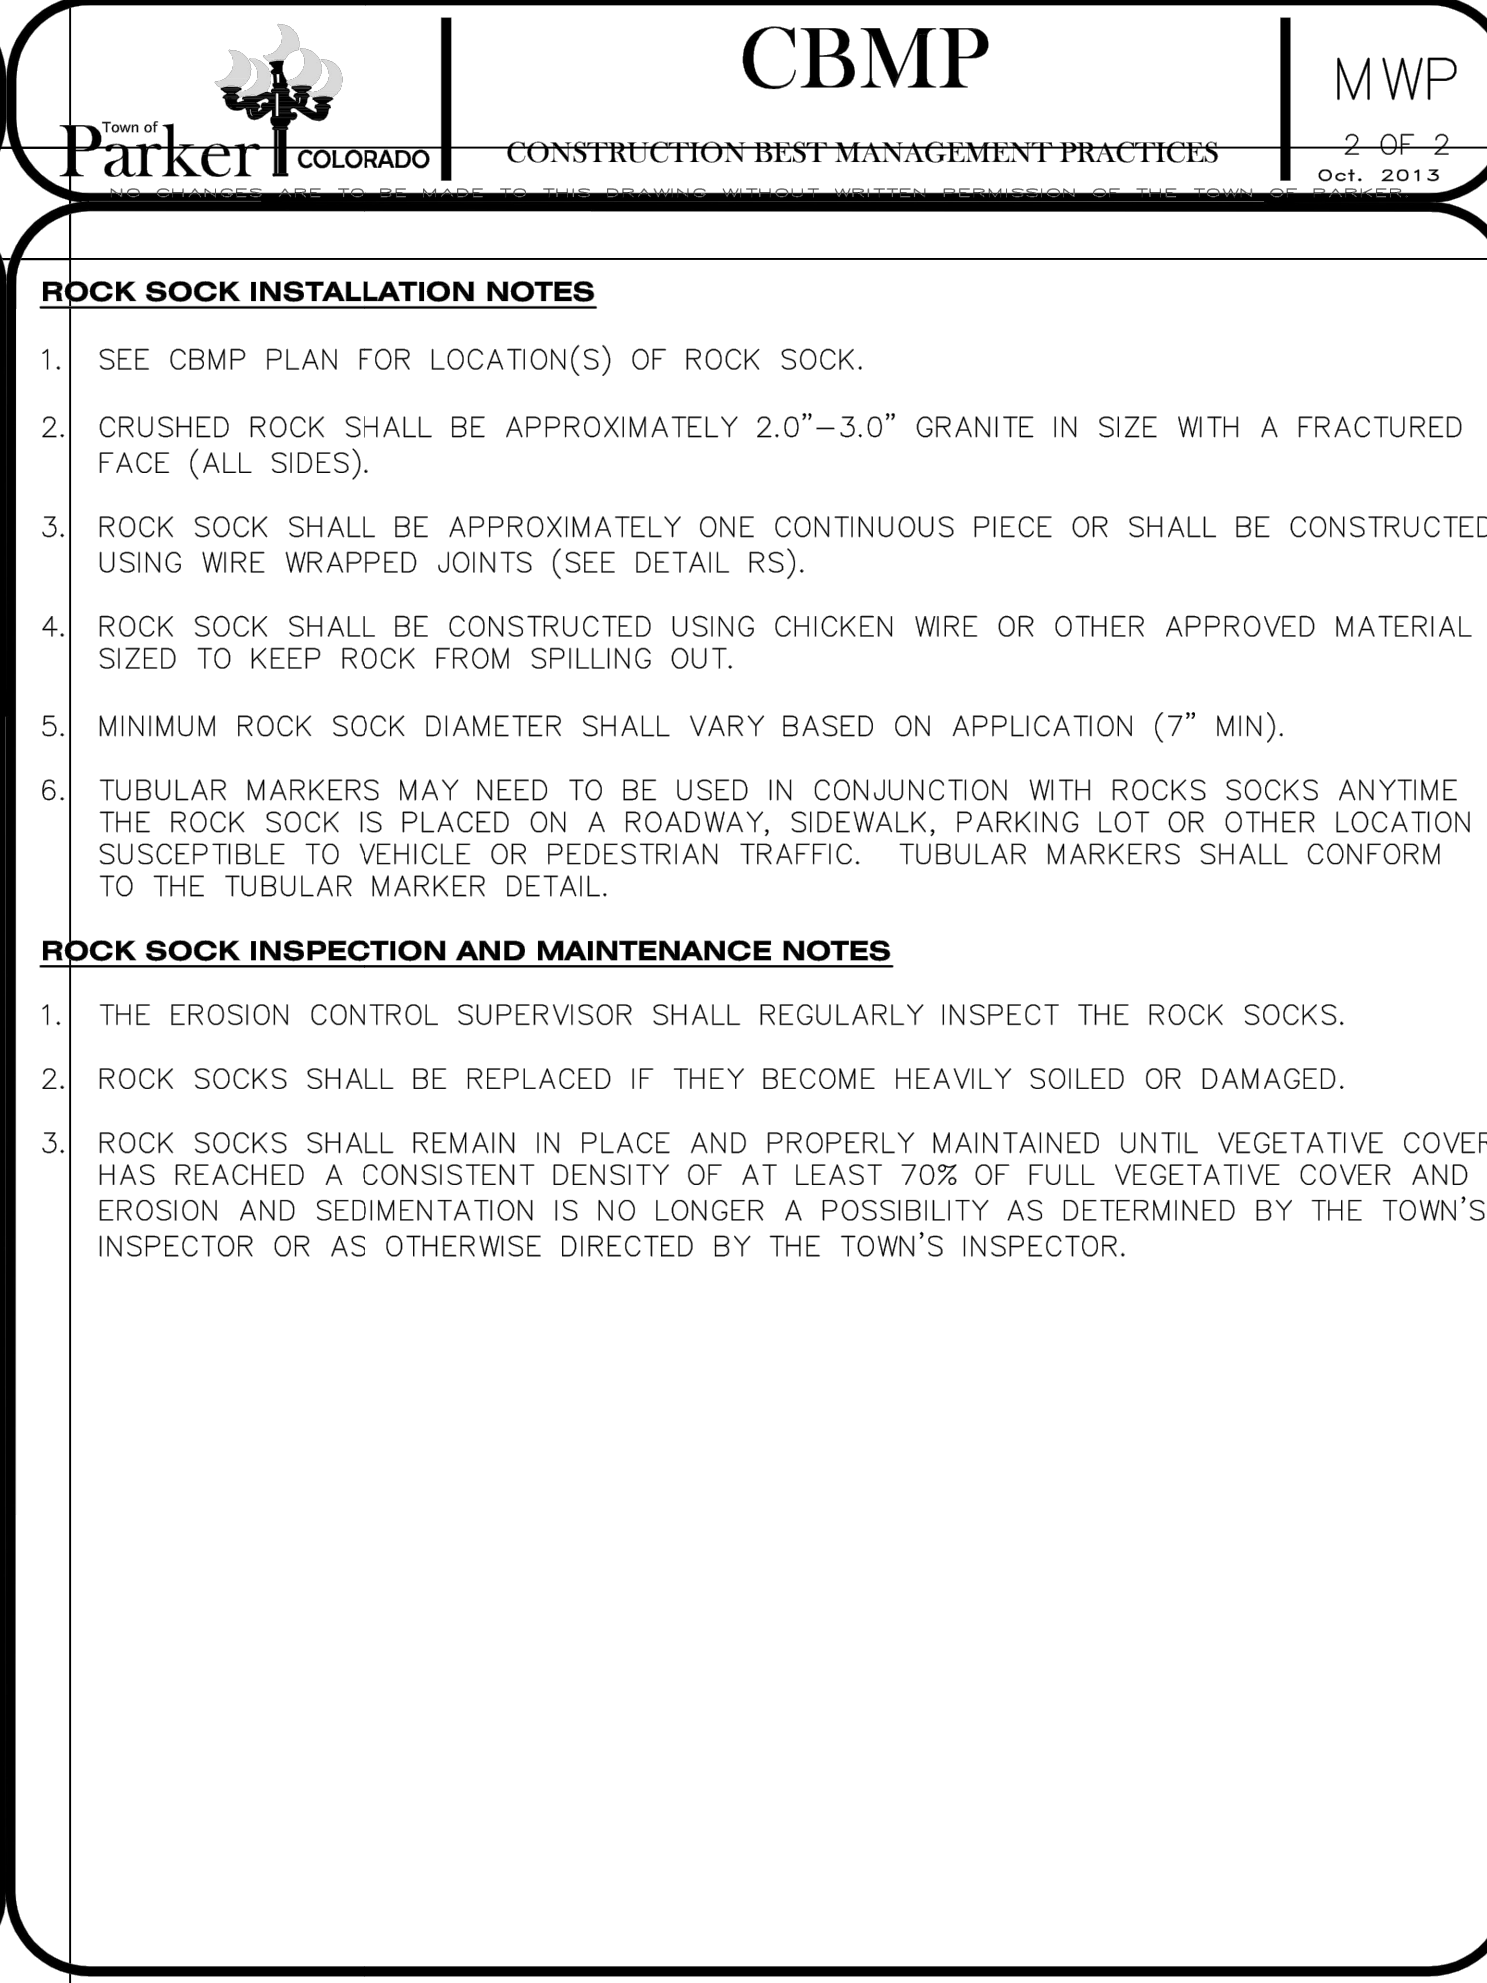 CBMP
MWP
Town of
Parker COLORADO
CONSTRUCTION BEST MANAGEMENT PRACTICES
2 OF 2
Oct. 2013
NO CHANGES ARE TO BE MADE TO THIS DRAWING WITHOUT WRITTEN PERMISSION OF THE TOWN OF PARKER.
ROCK SOCK INSTALLATION NOTES
1. SEE CBMP PLAN FOR LOCATION(S) OF ROCK SOCK.
2. CRUSHED ROCK SHALL BE APPROXIMATELY 2.0”–3.0” GRANITE IN SIZE WITH A FRACTURED
FACE (ALL SIDES).
3. ROCK SOCK SHALL BE APPROXIMATELY ONE CONTINUOUS PIECE OR SHALL BE CONSTRUCTED
USING WIRE WRAPPED JOINTS (SEE DETAIL RS).
4. ROCK SOCK SHALL BE CONSTRUCTED USING CHICKEN WIRE OR OTHER APPROVED MATERIAL
SIZED TO KEEP ROCK FROM SPILLING OUT.
5. MINIMUM ROCK SOCK DIAMETER SHALL VARY BASED ON APPLICATION (7” MIN).
6. TUBULAR MARKERS MAY NEED TO BE USED IN CONJUNCTION WITH ROCKS SOCKS ANYTIME
THE ROCK SOCK IS PLACED ON A ROADWAY, SIDEWALK, PARKING LOT OR OTHER LOCATION
SUSCEPTIBLE TO VEHICLE OR PEDESTRIAN TRAFFIC. TUBULAR MARKERS SHALL CONFORM
TO THE TUBULAR MARKER DETAIL.
ROCK SOCK INSPECTION AND MAINTENANCE NOTES
1. THE EROSION CONTROL SUPERVISOR SHALL REGULARLY INSPECT THE ROCK SOCKS.
2. ROCK SOCKS SHALL BE REPLACED IF THEY BECOME HEAVILY SOILED OR DAMAGED.
3. ROCK SOCKS SHALL REMAIN IN PLACE AND PROPERLY MAINTAINED UNTIL VEGETATIVE COVER
HAS REACHED A CONSISTENT DENSITY OF AT LEAST 70% OF FULL VEGETATIVE COVER AND
EROSION AND SEDIMENTATION IS NO LONGER A POSSIBILITY AS DETERMINED BY THE TOWN’S
INSPECTOR OR AS OTHERWISE DIRECTED BY THE TOWN’S INSPECTOR.